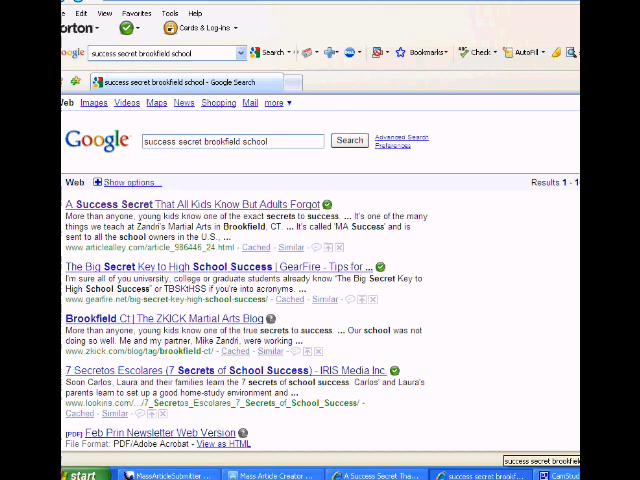 File Edit View Favorites Tools Help
orton Cards & Log-ins
oogle success secret brookfield school Search Bookmarks Check AutoFill
success secret brookfield school - Google Search
Web Images Videos Maps News Shopping Mail more ▼
Google success secret brookfield school Search Advanced Search
Preferences
Web Show options... Results 1 - 1
A Success Secret That All Kids Know But Adults Forgot
More than anyone, young kids know one of the exact secrets to success. ... It's one of the many
things we teach at Zandri's Martial Arts in Brookfield, CT. ... It's called 'MA Success' and is
sent to all the school owners in the U.S, ...
www.articlealley.com/article_986446_24.html - Cached - Similar -
The Big Secret Key to High School Success | GearFire - Tips for ...
I'm sure all of you university, college or graduate students already know "The Big Secret Key to
High School Success" or TBSKtHSS if you're into acronyms. ...
www.gearfire.net/big-secret-key-high-school-success/ - Cached - Similar -
Brookfield Ct | The ZKICK Martial Arts Blog
More than anyone, young kids know one of the true secrets to success. ... Our school was not
doing so well. Me and my partner, Mike Zandri, were working ...
www.zkick.com/blog/tag/brookfield-ct/ - Cached - Similar -
7 Secretos Escolares (7 Secrets of School Success) - IRIS Media Inc.
Soon Carlos, Laura and their families learn the 7 secrets of school success. Carlos' and Laura's
parents learn to set up a good home-study environment and ...
www.lookiris.com/.../7_Secretos_Escolares_7_Secrets_of_School_Success/ -
Cached - Similar -
[PDF] Feb Prin Newsletter Web Version
File Format: PDF/Adobe Acrobat - View as HTML
success secret brookfiel
start MassArticleSubmitter ... Mass Article Creator ... A Success Secret Tha... success secret brookf... CamStud